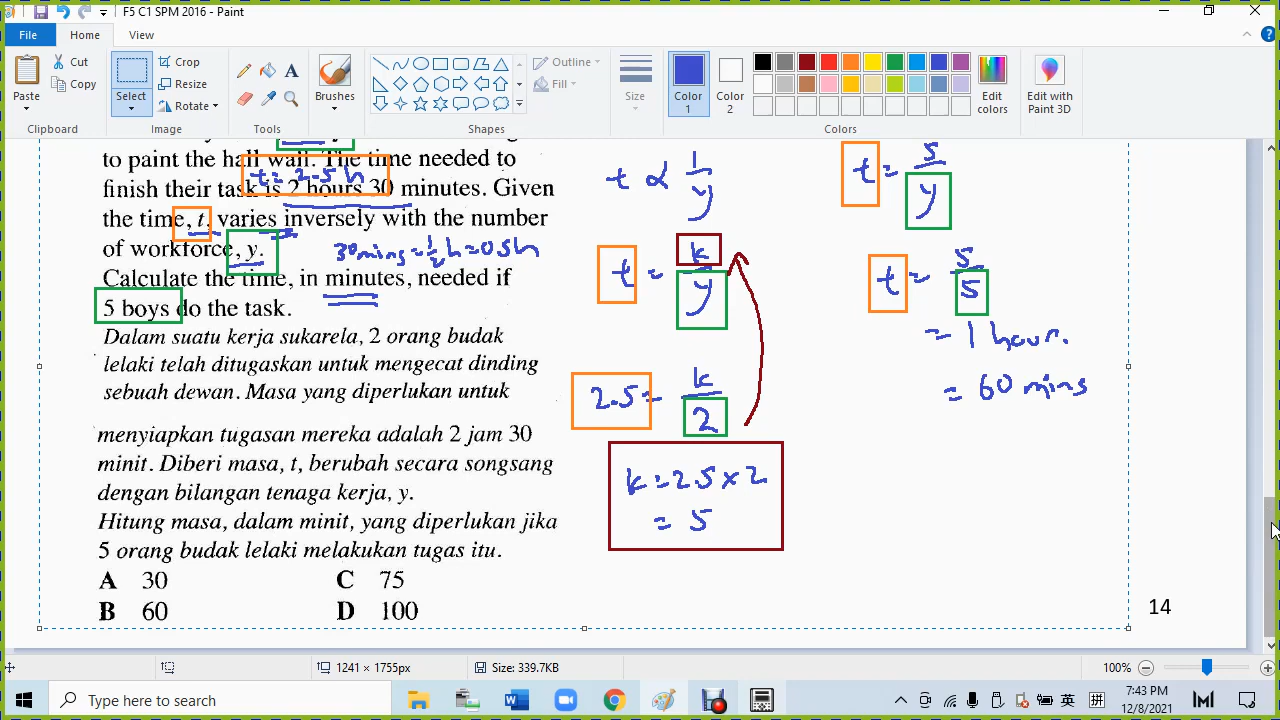 F5 C1 SPM 2016 - Paint
File Home View
Paste
Cut
Copy
Clipboard
Select
Crop
Resize
Rotate
Image
Tools
Brushes
Shapes
Outline
Fill
Size
Color 1
Color 2
Edit colors
Colors
Edit with Paint 3D
to paint the hall wall. The time needed to
t = 2.5 h
finish their task is 2 hours 30 minutes. Given
the time, t, varies inversely with the number
of workforce, y.
30mins = 1/2 h = 0.5h
Calculate the time, in minutes, needed if
5 boys do the task.
Dalam suatu kerja sukarela, 2 orang budak
lelaki telah ditugaskan untuk mengecat dinding
sebuah dewan. Masa yang diperlukan untuk
menyiapkan tugasan mereka adalah 2 jam 30
minit. Diberi masa, t, berubah secara songsang
dengan bilangan tenaga kerja, y.
Hitung masa, dalam minit, yang diperlukan jika
5 orang budak lelaki melakukan tugas itu.
A 30 C 75
B 60 D 100
t ∝ 1/y
t = k/y
2.5 = k/2
k = 2.5 × 2
= 5
t = 5/y
t = 5/5
= 1 hour.
= 60 mins
14
1241 × 1755px
Size: 339.7KB
100%
Type here to search
英
拼
7:43 PM
12/8/2021